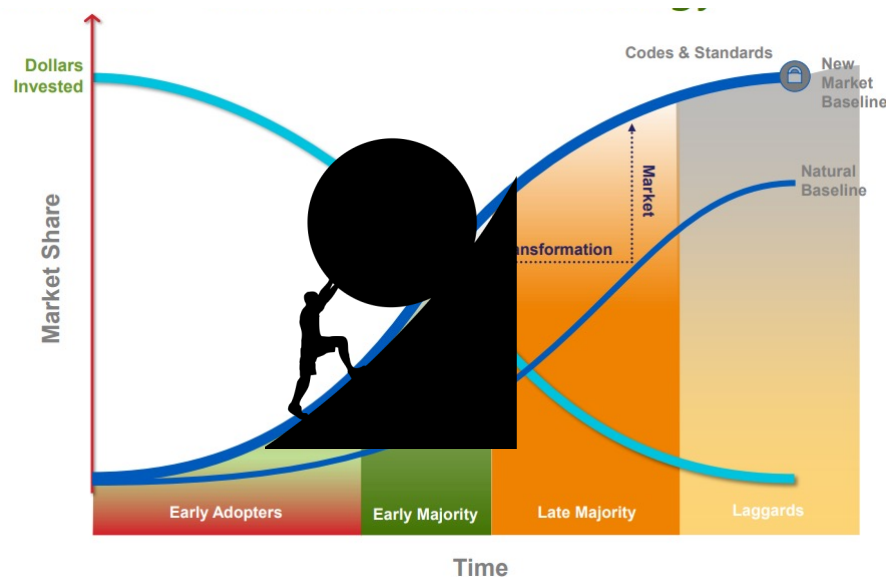 Dollars
Invested
Codes & Standards
New
Market
Baseline
Natural
Baseline
Market
ansformation
Market Share
Early Adopters
Early Majority
Late Majority
Laggards
Time